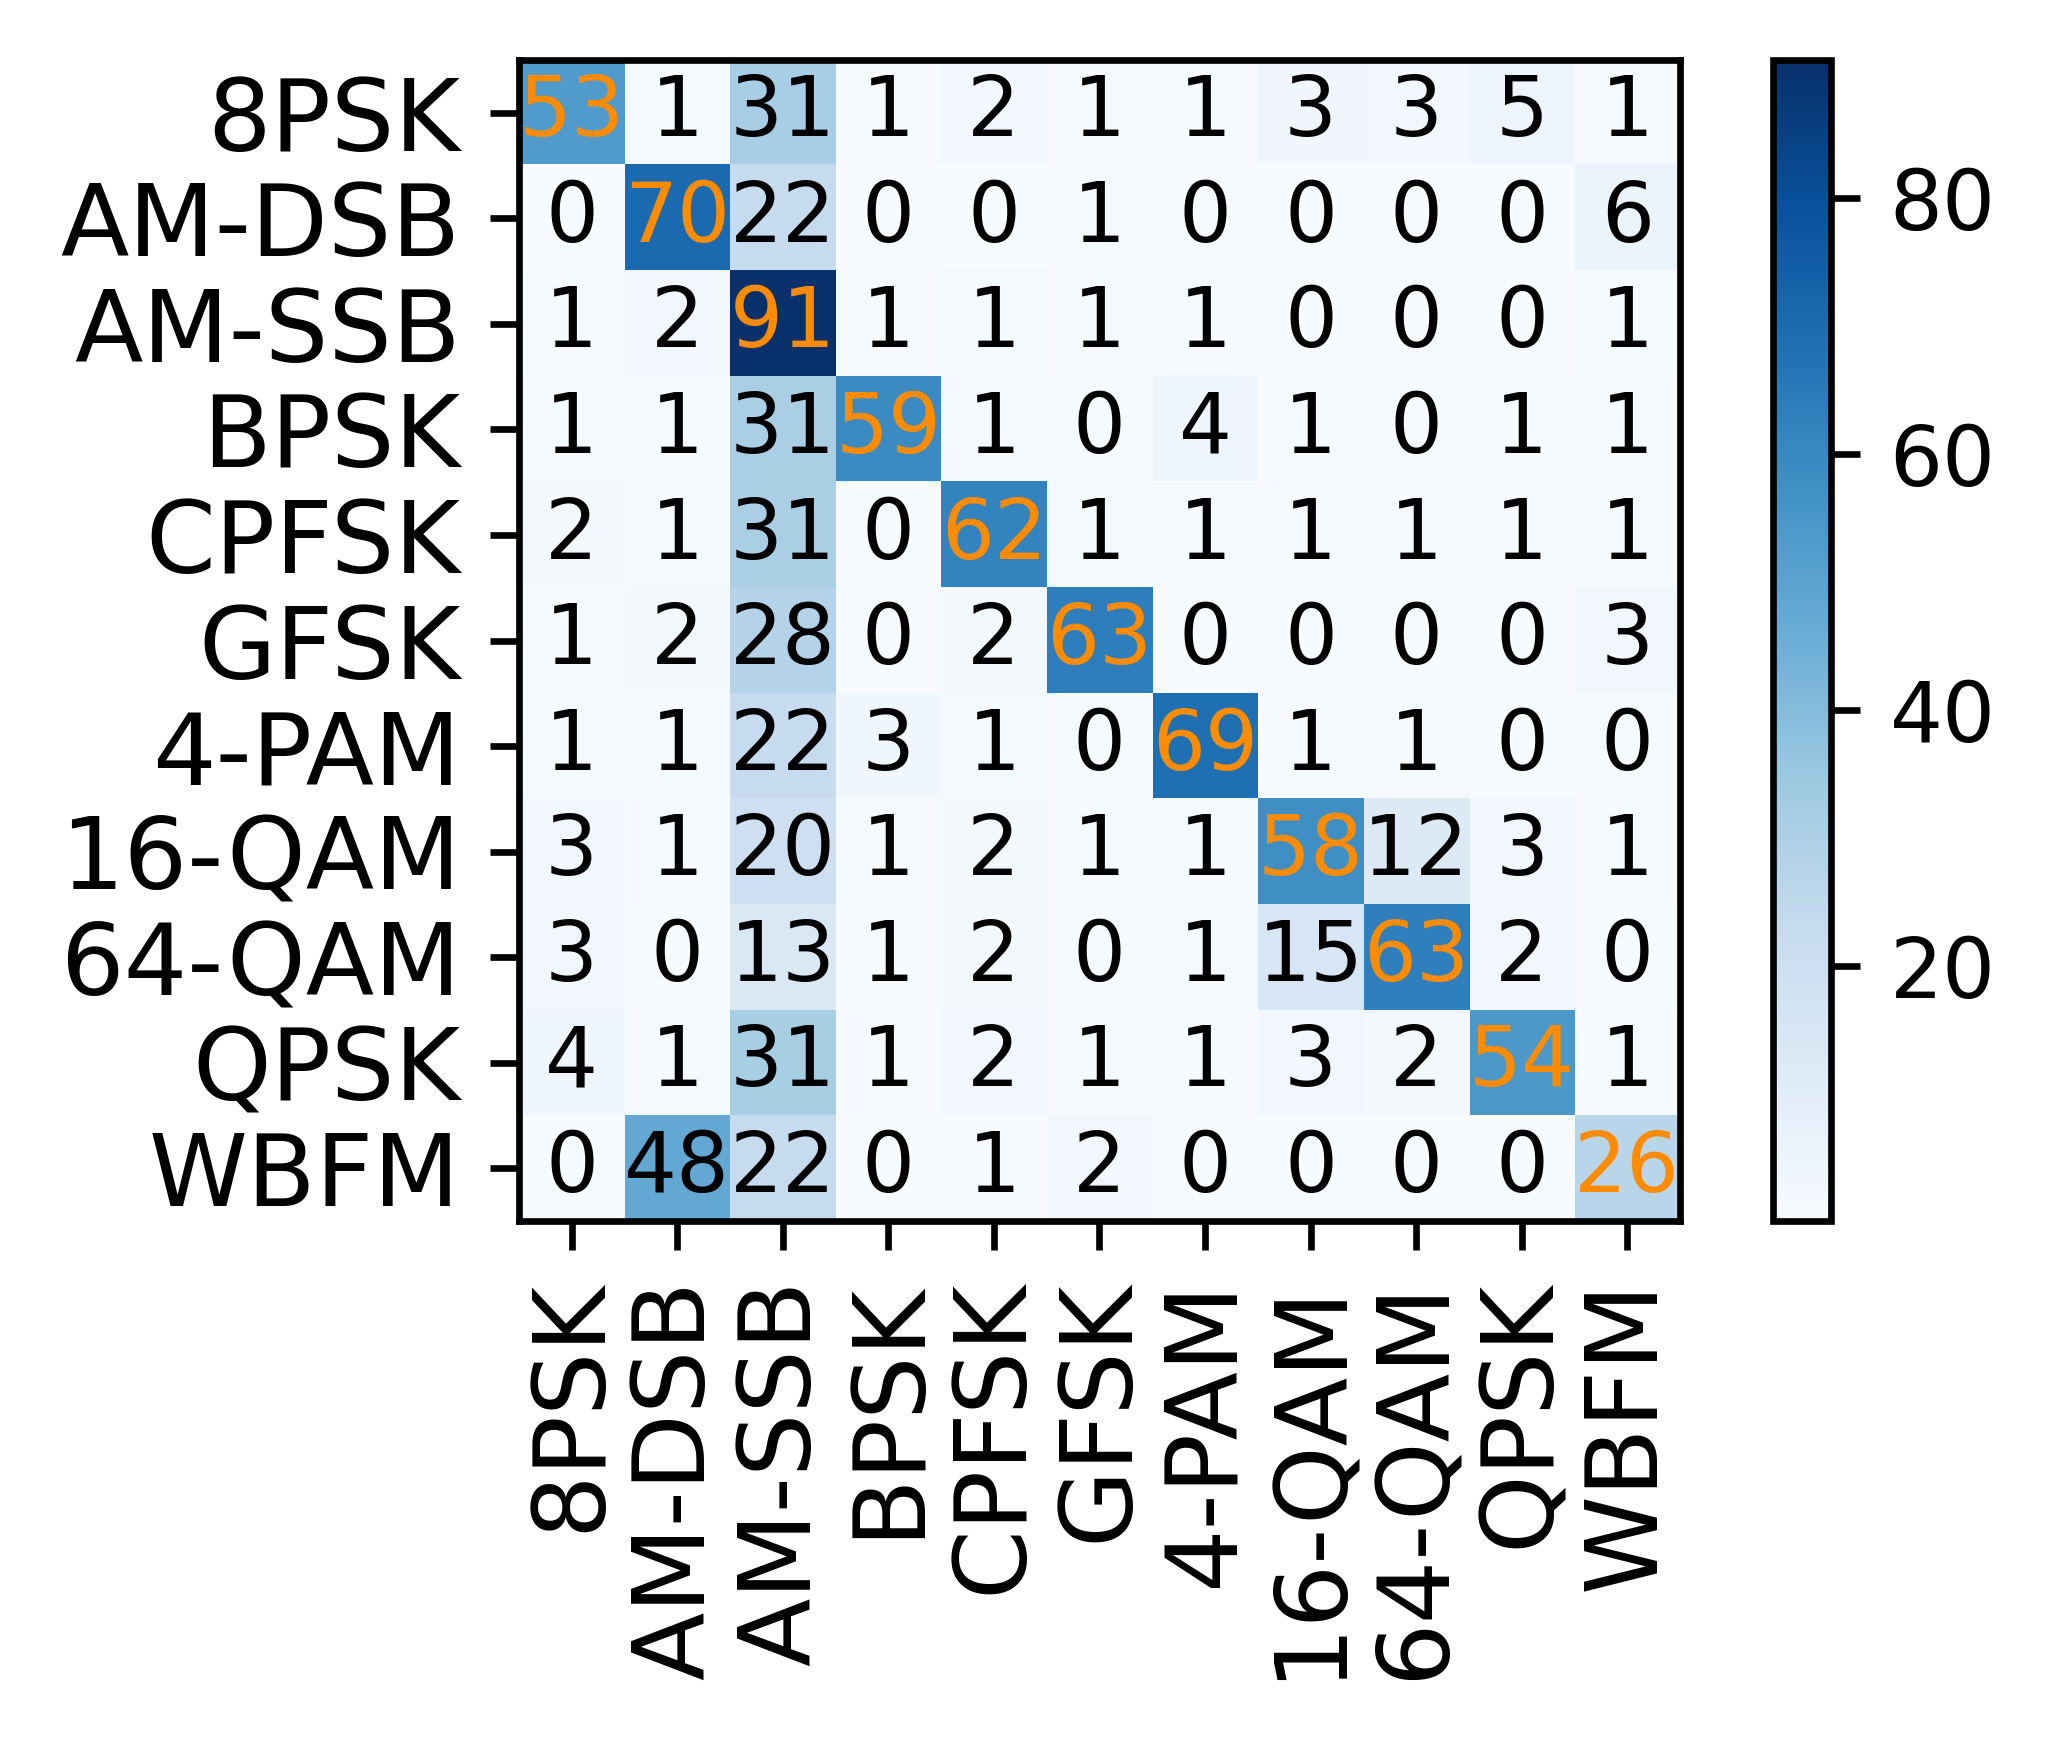 8PSK 53 1 31 1 2 1 1 3 3 5 1
AM-DSB 0 70 22 0 0 1 0 0 0 0 6
AM-SSB 1 2 91 1 1 1 1 0 0 0 1
BPSK 1 1 31 59 1 0 4 1 0 1 1
CPFSK 2 1 31 0 62 1 1 1 1 1 1
GFSK 1 2 28 0 2 63 0 0 0 0 3
4-PAM 1 1 22 3 1 0 69 1 1 0 0
16-QAM 3 1 20 1 2 1 1 58 12 3 1
64-QAM 3 0 13 1 2 0 1 15 63 2 0
QPSK 4 1 31 1 2 1 1 3 2 54 1
WBFM 0 48 22 0 1 2 0 0 0 0 26
8PSK
AM-DSB
AM-SSB
BPSK
CPFSK
GFSK
4-PAM
16-QAM
64-QAM
QPSK
WBFM
80
60
40
20